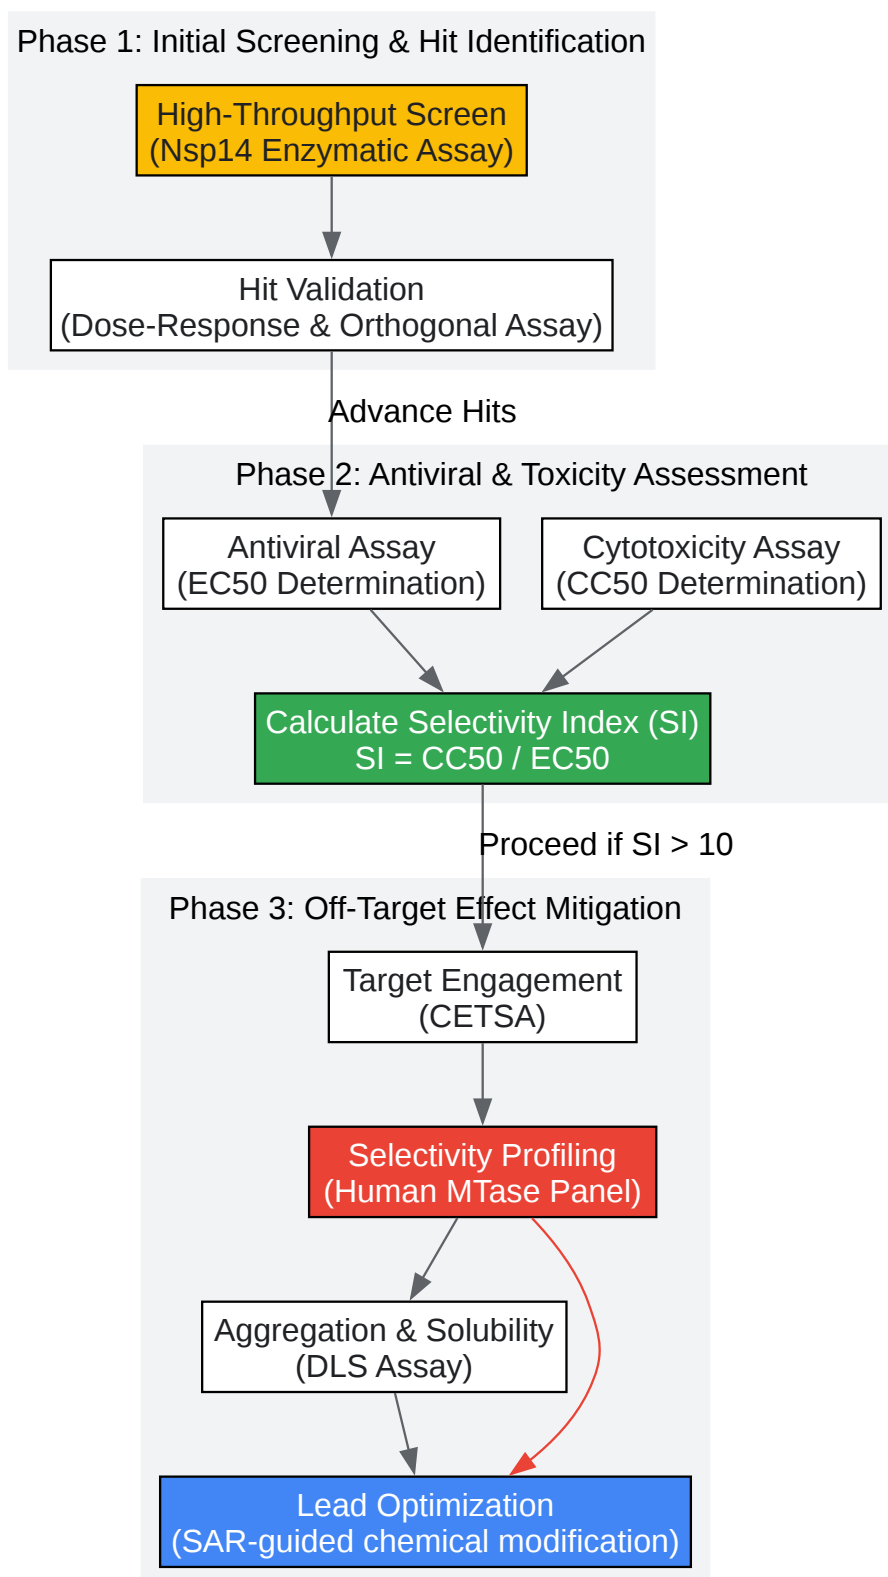 Phase 1: Initial Screening & Hit Identification
High-Throughput Screen
(Nsp14 Enzymatic Assay)
Hit Validation
(Dose-Response & Orthogonal Assay)
Advance Hits
Phase 2: Antiviral & Toxicity Assessment
Antiviral Assay
(EC50 Determination)
Cytotoxicity Assay
(CC50 Determination)
Calculate Selectivity Index (SI)
SI = CC50 / EC50
Proceed if SI > 10
Phase 3: Off-Target Effect Mitigation
Target Engagement
(CETSA)
Selectivity Profiling
(Human MTase Panel)
Aggregation & Solubility
(DLS Assay)
Lead Optimization
(SAR-guided chemical modification)